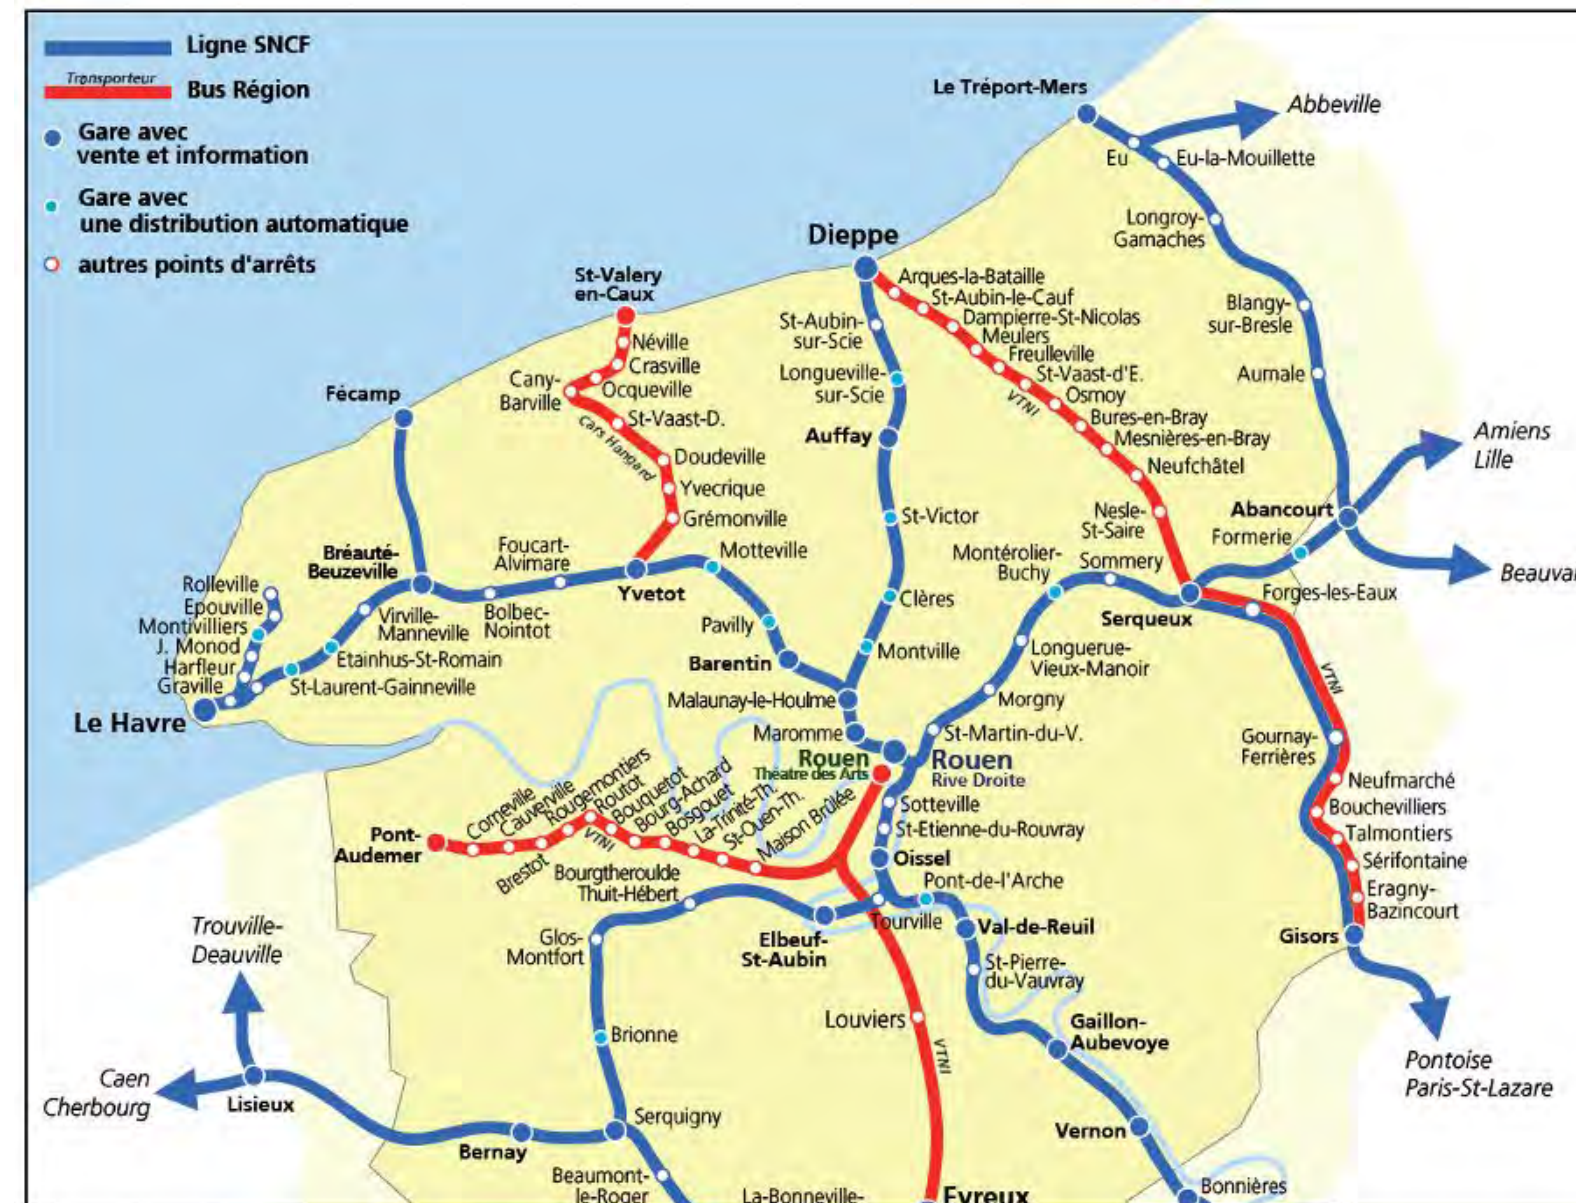 Ligne SNCF
Transporteur
Bus Région
Gare avec
vente et information
Gare avec
une distribution automatique
autres points d'arrêts
Le Tréport-Mers
Abbeville
Eu
Eu-la-Mouillette
Longroy-
Gamaches
Blangy-
sur-Bresle
Aumale
Amiens
Lille
Abancourt
Formerie
Beauvai
Dieppe
Arques-la-Bataille
St-Aubin-le-Cauf
Dampierre-St-Nicolas
Meulers
Freulleville
St-Vaast-d'E.
VTNI
Osmoy
Bures-en-Bray
Mesnières-en-Bray
Neufchâtel
Nesle-
St-Saire
St-Aubin-
sur-Scie
Longueville-
sur-Scie
Auffay
St-Victor
Clères
Montville
St-Valery
en-Caux
Néville
Crasville
Ocqueville
Cany-
Barville
St-Vaast-D.
Cars Hangard
Doudeville
Yvecrique
Grémonville
Fécamp
Bréauté-
Beuzeville
Foucart-
Alvimare
Bolbec-
Nointot
Yvetot
Motteville
Pavilly
Barentin
Malaunay-le-Houlme
Maromme
Rolleville
Epouville
Montivilliers
J. Monod
Harfleur
Graville
Le Havre
Virville-
Manneville
Etainhus-St-Romain
St-Laurent-Gainneville
Montérolier-
Buchy
Sommery
Serqueux
Forges-les-Eaux
Longuerue-
Vieux-Manoir
Morgny
St-Martin-du-V.
VTNI
Gournay-
Ferrières
Neufmarché
Bouchevilliers
Talmontiers
Sérifontaine
Eragny-
Bazincourt
Gisors
Pontoise
Paris-St-Lazare
Rouen
Théatre des Arts
Rouen
Rive Droite
Sotteville
St-Etienne-du-Rouvray
Oissel
Pont-de-l'Arche
Tourville
Val-de-Reuil
St-Pierre-
du-Vauvray
Gaillon-
Aubevoye
Vernon
Bonnières
Pont-
Audemer
Corneville
Cauverville
Brestot
Rougemontiers
Routot
VTNI
Bouquetot
Bourg-Achard
Bosgouet
La-Trinité-Th.
St-Ouen-Th.
Maison Brûlée
Bourgtheroulde
Thuit-Hébert
Elbeuf-
St-Aubin
Glos-
Montfort
Brionne
Louviers
VTNI
Trouville-
Deauville
Caen
Cherbourg
Lisieux
Bernay
Serquigny
Beaumont-
le-Roger
La-Bonneville-
Evreux